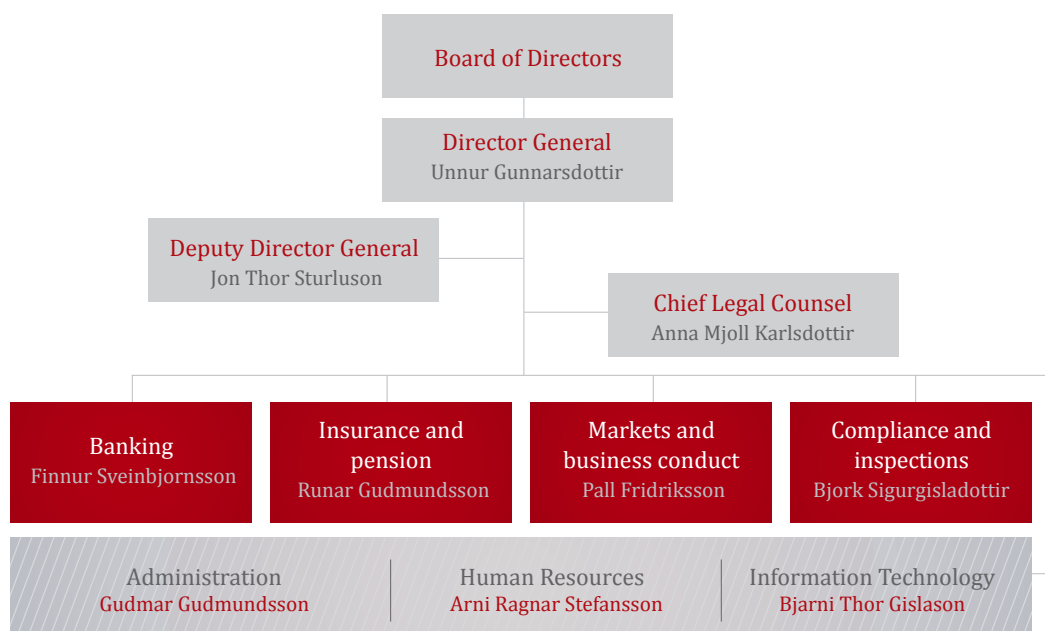 Board of Directors
Director General
Unnur Gunnarsdottir
Deputy Director General
Jon Thor Sturluson
Chief Legal Counsel
Anna Mjoll Karlsdottir
Banking
Finnur Sveinbjornsson
Insurance and
pension
Runar Gudmundsson
Markets and
business conduct
Pall Fridriksson
Compliance and
inspections
Bjork Sigurgisladottir
Administration
Gudmar Gudmundsson
Human Resources
Arni Ragnar Stefansson
Information Technology
Bjarni Thor Gislason